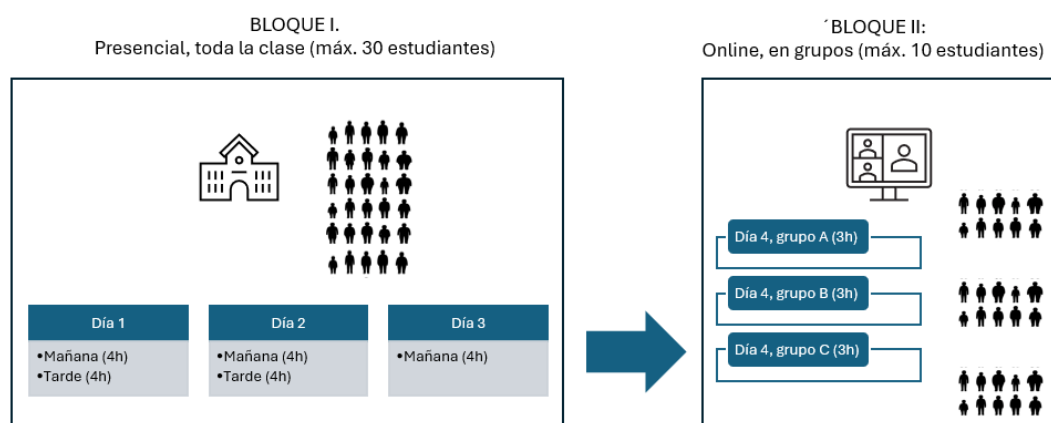 BLOQUE I.
Presencial, toda la clase (máx. 30 estudiantes)
Día 1
•Mañana (4h)
•Tarde (4h)
Día 2
•Mañana (4h)
•Tarde (4h)
Día 3
•Mañana (4h)
´BLOQUE II:
Online, en grupos (máx. 10 estudiantes)
Día 4, grupo A (3h)
Día 4, grupo B (3h)
Día 4, grupo C (3h)